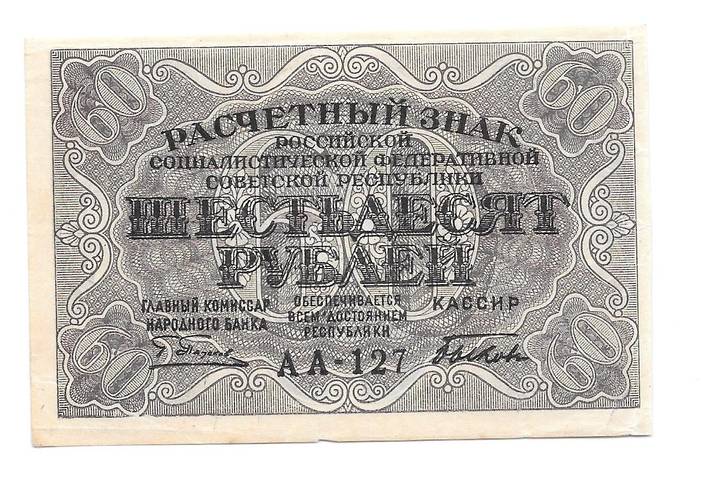 60 60
РАСЧЕТНЫЙ ЗНАК
РОССИЙСКОЙ
СОЦИАЛИСТИЧЕСКОЙ ФЕДЕРАТИВНОЙ
СОВЕТСКОЙ РЕСПУБЛИКИ
ШЕСТЬДЕСЯТ
РУБЛЕЙ
60
ГЛАВНЫЙ КОМИССАР
НАРОДНОГО БАНКА
ОБЕСПЕЧИВАЕТСЯ
ВСЕМ ДОСТОЯНИЕМ
РЕСПУБЛИКИ
КАССИР
АА-127
60 60